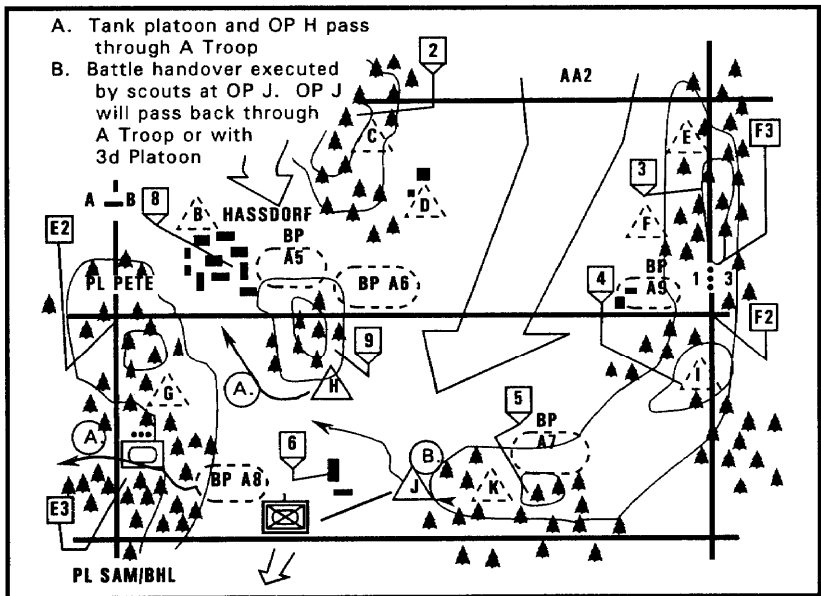 A. Tank platoon and OP H pass
through A Troop
B. Battle handover executed
by scouts at OP J. OP J
will pass back through
A Troop or with
3d Platoon
2
AA2
C
E
F3
A B
8
B
HASSDORF
D
3
F
E2
BP
A5
BP A6
4
BP
A9
1 3
PL PETE
9
F2
A.
H
G
I
5
BP
A7
A.
6
B.
BP A8
J
K
E3
PL SAM/BHL